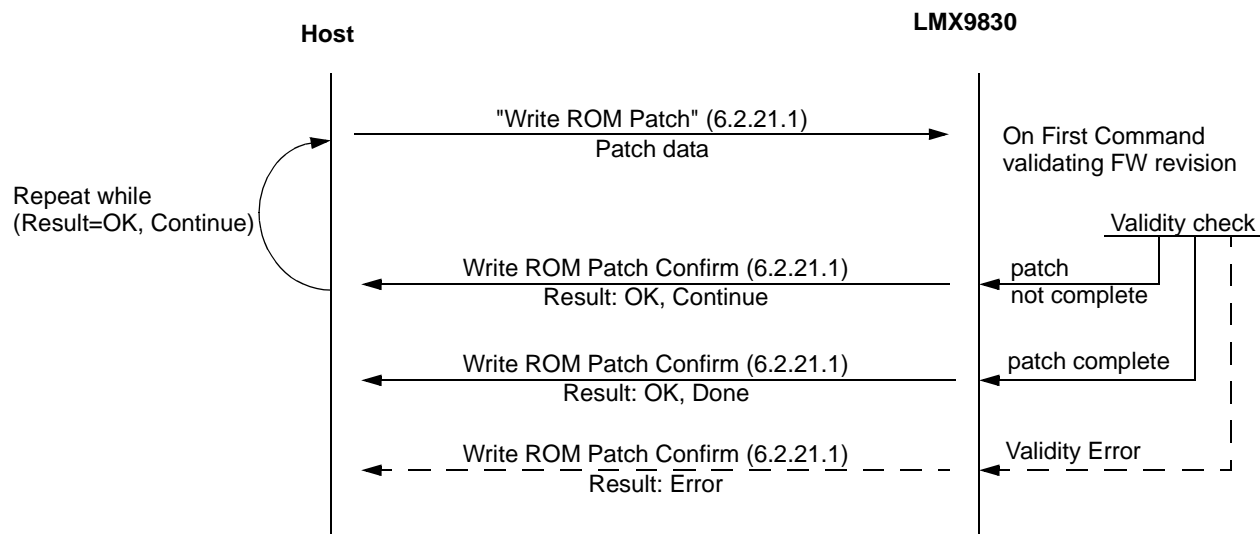 Host
LMX9830
"Write ROM Patch" (6.2.21.1)
Patch data
On First Command
validating FW revision
Repeat while
(Result=OK, Continue)
Validity check
Write ROM Patch Confirm (6.2.21.1)
Result: OK, Continue
patch
not complete
Write ROM Patch Confirm (6.2.21.1)
Result: OK, Done
patch complete
Write ROM Patch Confirm (6.2.21.1)
Result: Error
Validity Error